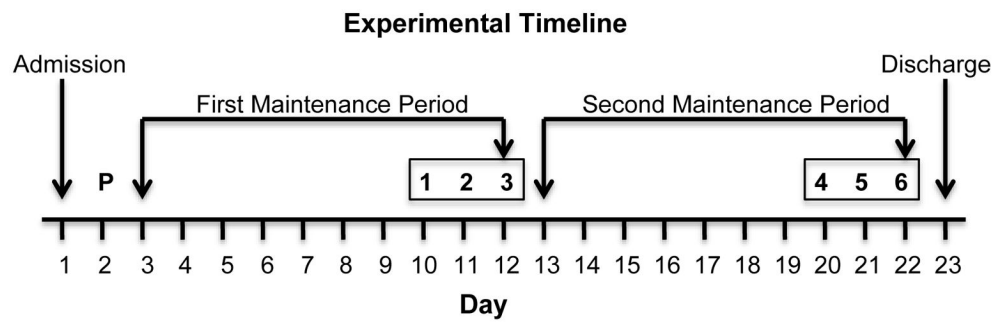 Experimental Timeline
Admission
Discharge
First Maintenance Period
Second Maintenance Period
P
1 2 3
4 5 6
1 2 3 4 5 6 7 8 9 10 11 12 13 14 15 16 17 18 19 20 21 22 23
Day